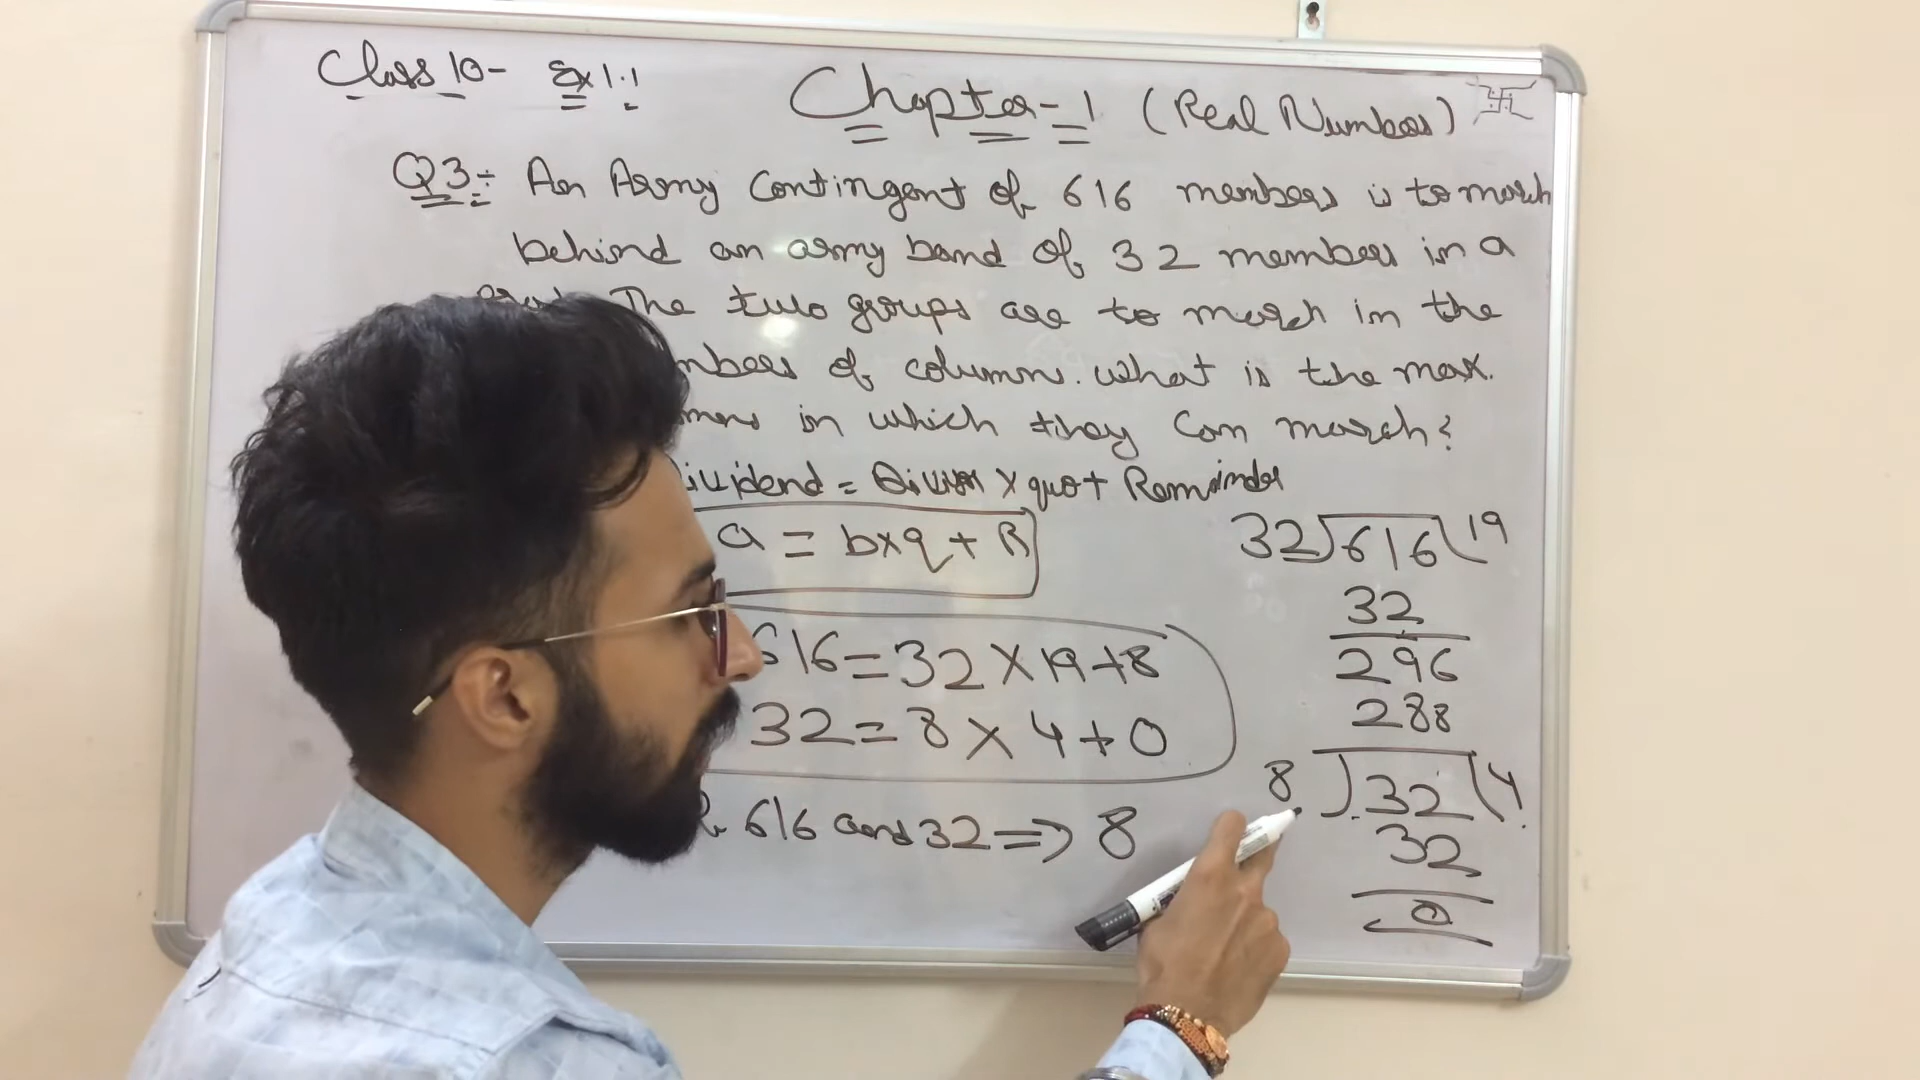 Class 10- Ex 1.1
Chapter-1 (Real Numbers)
Q3:- An Army Contingent of 616 members is to march
behind an army band of 32 members in a
The two groups are to march in the
of column. what is the max.
in which they can march?
Dividend = Divisor x quot + Remainder
a = bxq + R
616 = 32 X 19 + 8
32 = 8 X 4 + 0
616 and 32 => 8
32)616(19
32
296
288
8).32(4.
32
0